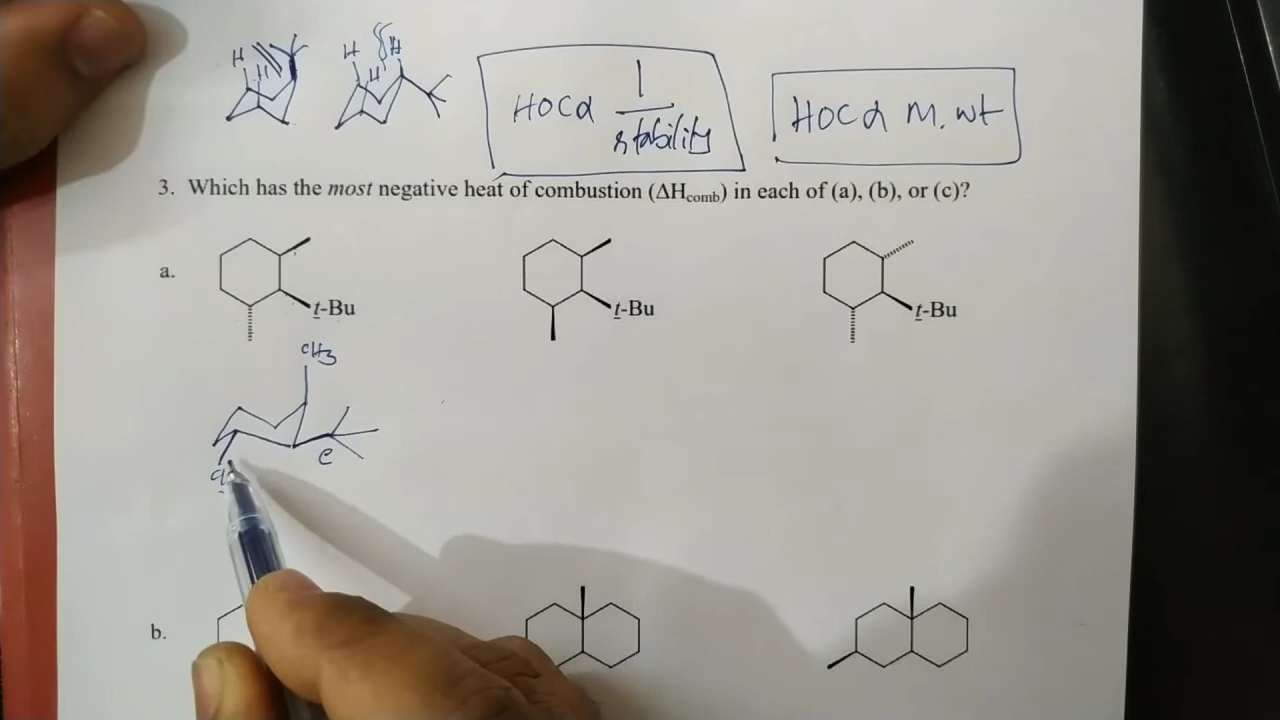 H H H H H
HOC α 1/stability
HOC α M. wt
3. Which has the most negative heat of combustion (ΔHcomb) in each of (a), (b), or (c)?
a.
t-Bu t-Bu t-Bu
CH3
e
b.